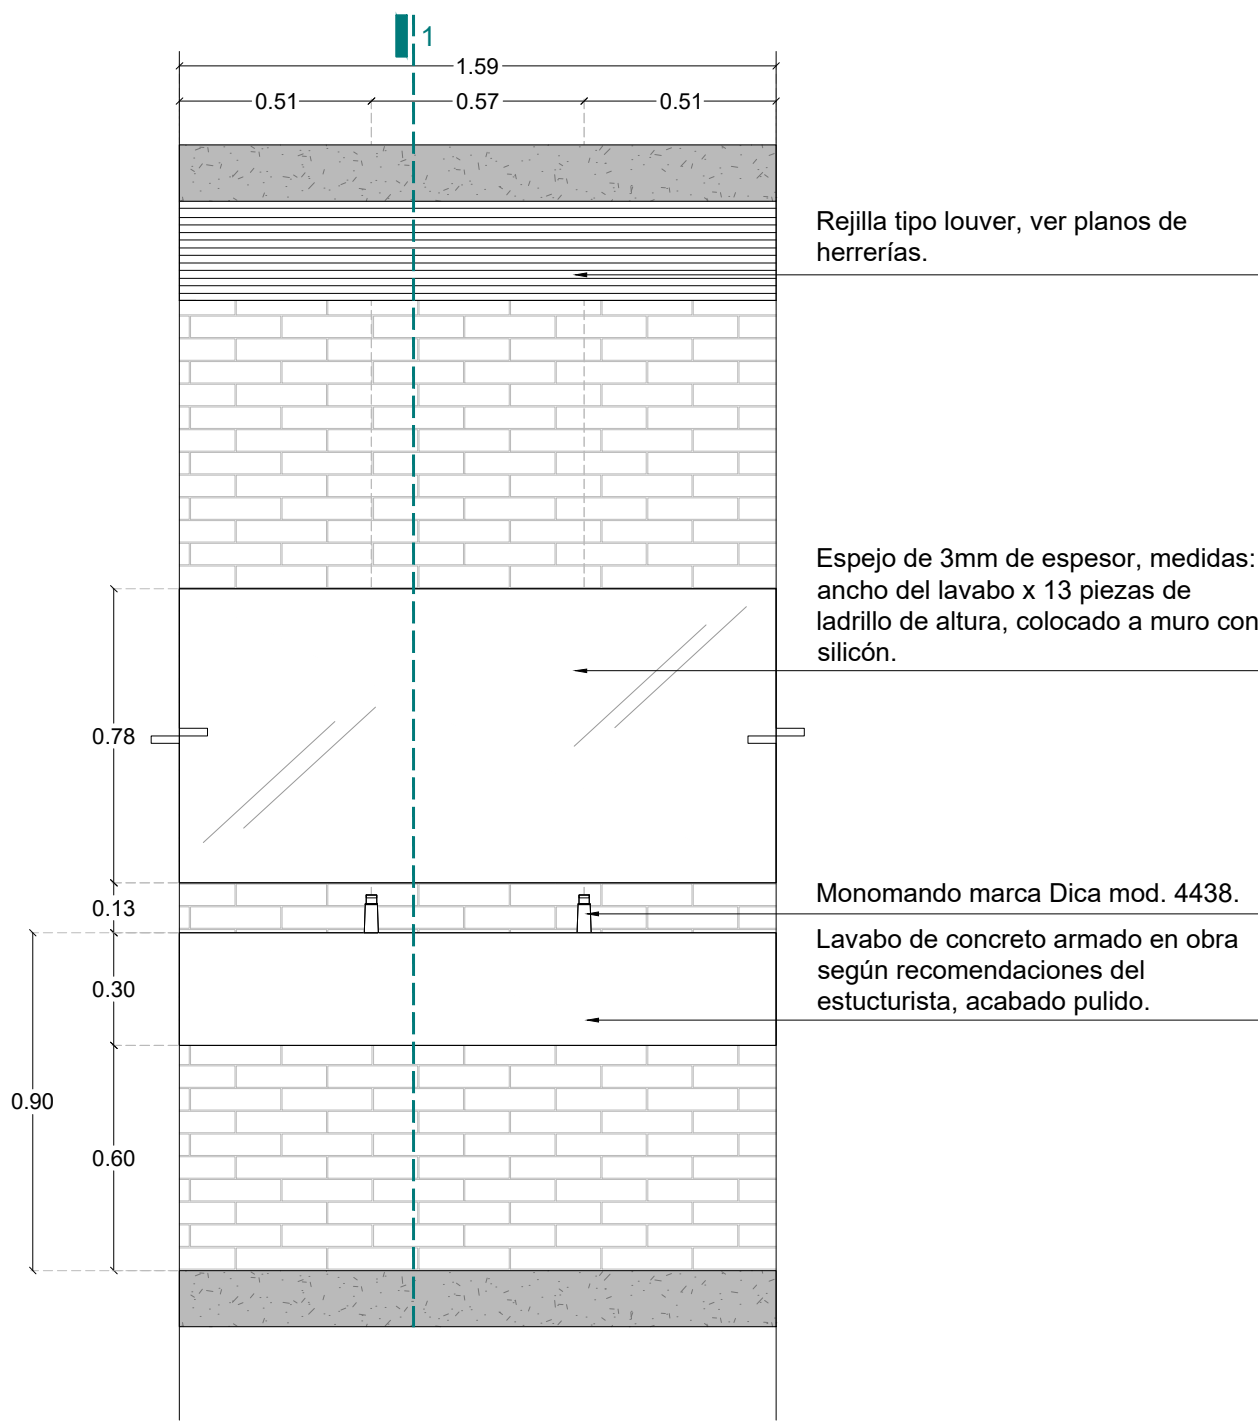 1
1.59
0.51
0.57
0.51
Rejilla tipo louver, ver planos de
herrerías.
Espejo de 3mm de espesor, medidas:
ancho del lavabo x 13 piezas de
ladrillo de altura, colocado a muro con
silicón.
0.78
Monomando marca Dica mod. 4438.
0.13
Lavabo de concreto armado en obra
según recomendaciones del
estucturista, acabado pulido.
0.30
0.90
0.60